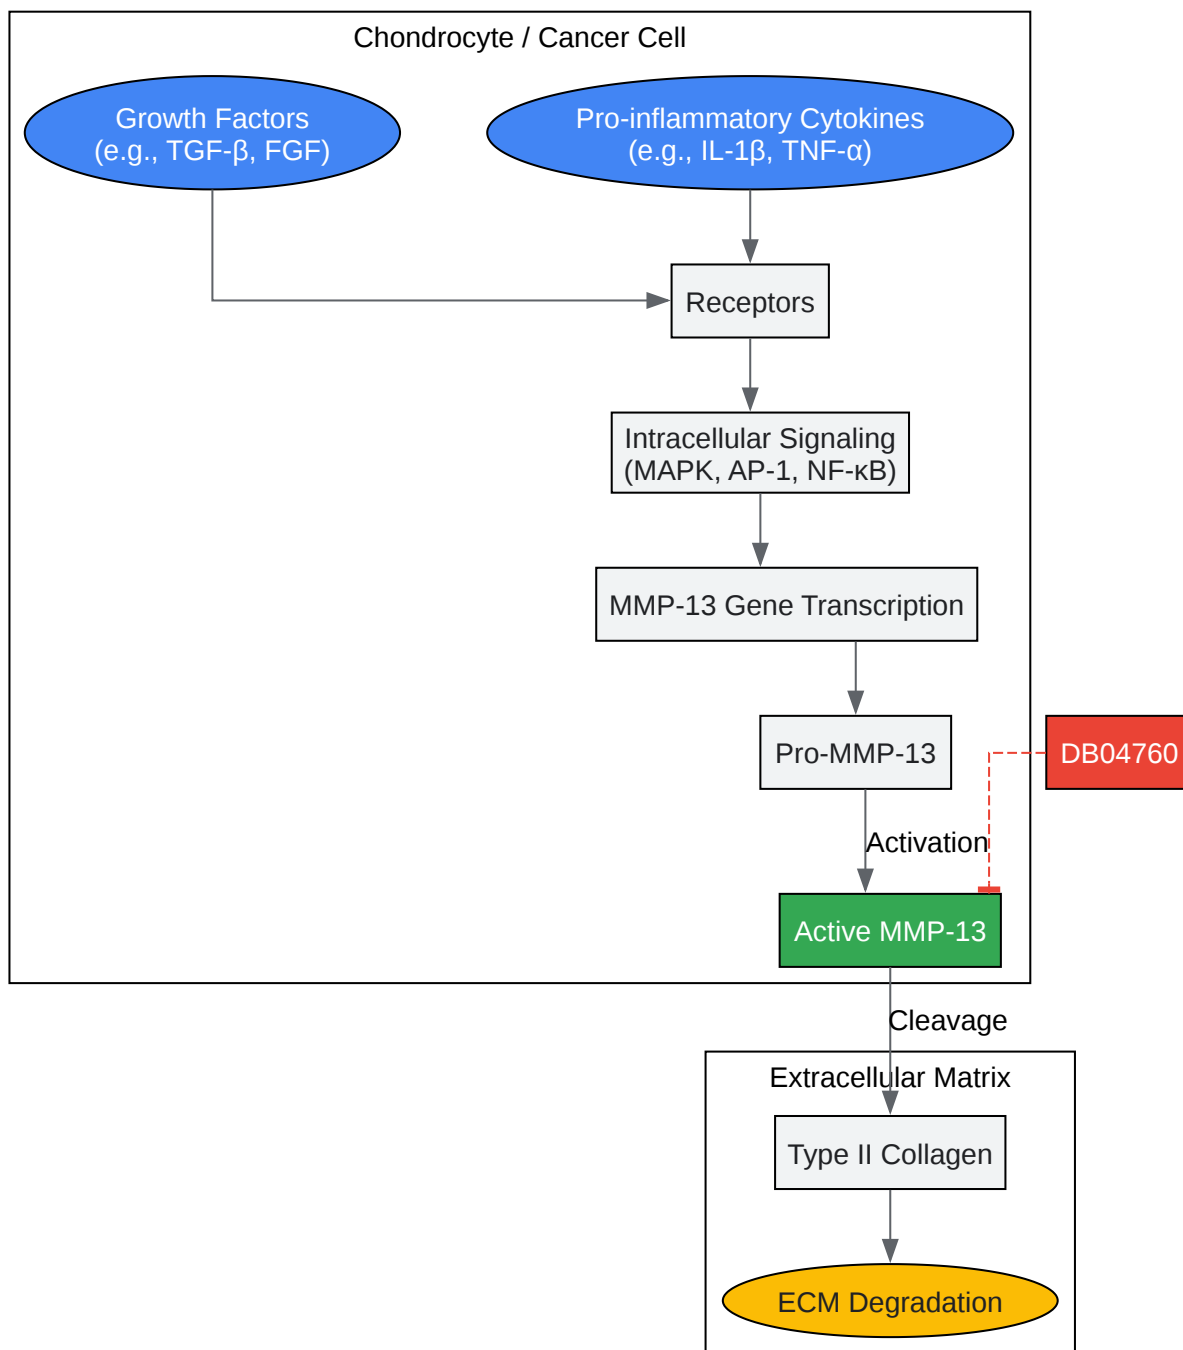 Chondrocyte / Cancer Cell
Growth Factors
(e.g., TGF-β, FGF)
Pro-inflammatory Cytokines
(e.g., IL-1β, TNF-α)
Receptors
Intracellular Signaling
(MAPK, AP-1, NF-κB)
MMP-13 Gene Transcription
Pro-MMP-13
DB04760
Activation
Active MMP-13
Cleavage
Extracellular Matrix
Type II Collagen
ECM Degradation